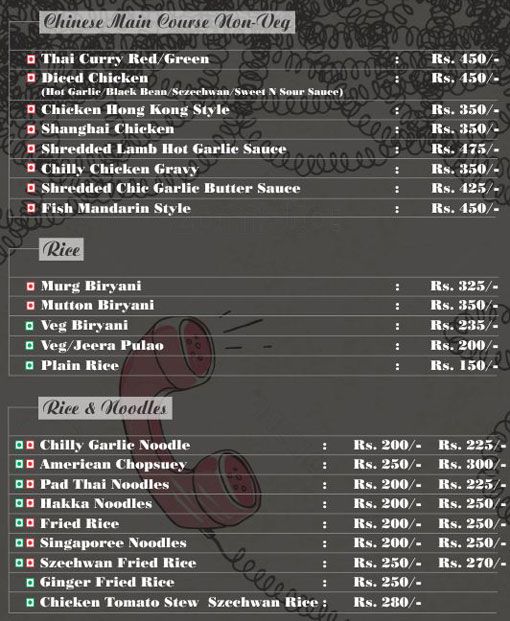 Chinese Main Course Non-Veg
Thai Curry Red/Green : Rs. 450/-
Diced Chicken : Rs. 450/-
(Hot Garlic/Black Bean/Sezechwan/Sweet N Sour Sauce)
Chicken Hong Kong Style : Rs. 350/-
Shanghai Chicken : Rs. 350/-
Shredded Lamb Hot Garlic Sauce : Rs. 475/-
Chilly Chicken Gravy : Rs. 350/-
Shredded Chic Garlic Butter Sauce : Rs. 425/-
Fish Mandarin Style : Rs. 450/-
Rice
Murg Biryani : Rs. 325/-
Mutton Biryani : Rs. 350/-
Veg Biryani : Rs. 235/-
Veg/Jeera Pulao : Rs. 200/-
Plain Rice : Rs. 150/-
Rice & Noodles
Chilly Garlic Noodle : Rs. 200/- Rs. 225/-
American Chopsuey : Rs. 250/- Rs. 300/-
Pad Thai Noodles : Rs. 200/- Rs. 225/-
Hakka Noodles : Rs. 200/- Rs. 250/-
Fried Rice : Rs. 200/- Rs. 250/-
Singaporee Noodles : Rs. 200/- Rs. 250/-
Szechwan Fried Rice : Rs. 250/- Rs. 270/-
Ginger Fried Rice : Rs. 250/-
Chicken Tomato Stew Szechwan Rice : Rs. 280/-